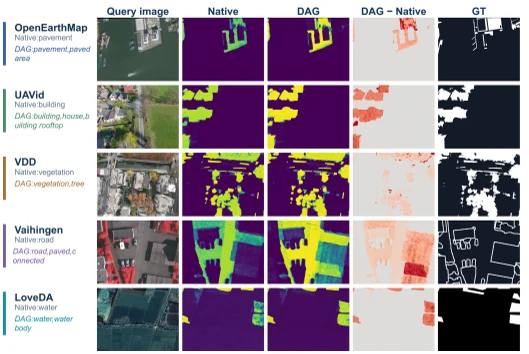 Query image Native DAG DAG − Native GT
OpenEarthMap
Native:pavement
DAG:pavement,paved
area
UAVid
Native:building
DAG:building,house,b
uilding rooftop
VDD
Native:vegetation
DAG:vegetation,tree
Vaihingen
Native:road
DAG:road,paved,c
onnected
LoveDA
Native:water
DAG:water,water
body